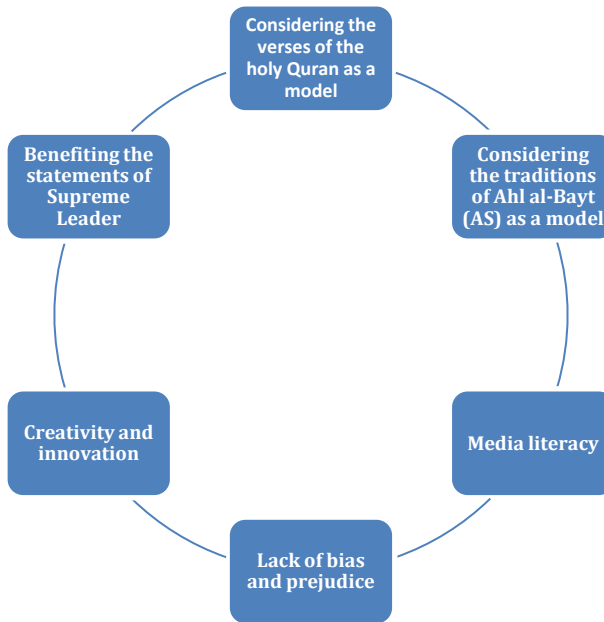 Considering the
verses of the
holy Quran as a
model
Considering
the traditions
of Ahl al-Bayt
(AS) as a model
Media literacy
Lack of bias
and prejudice
Creativity and
innovation
Benefiting the
statements of
Supreme
Leader